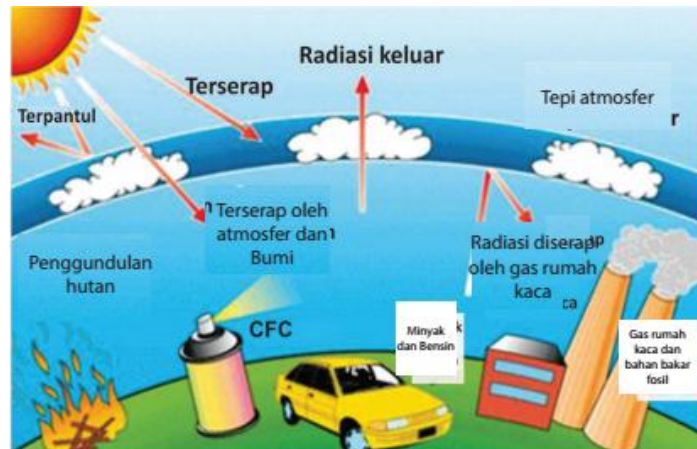 Radiasi keluar
Terserap
Tepi atmosfer
r
Terpantul
Terserap oleh
atmosfer dan
Bumi
Penggundulan
hutan
Radiasi diserap
oleh gas rumah
kaca
ca
CFC
Minyak
dan Bensin
Gas rumah
kaca dan
bahan bakar
fosil